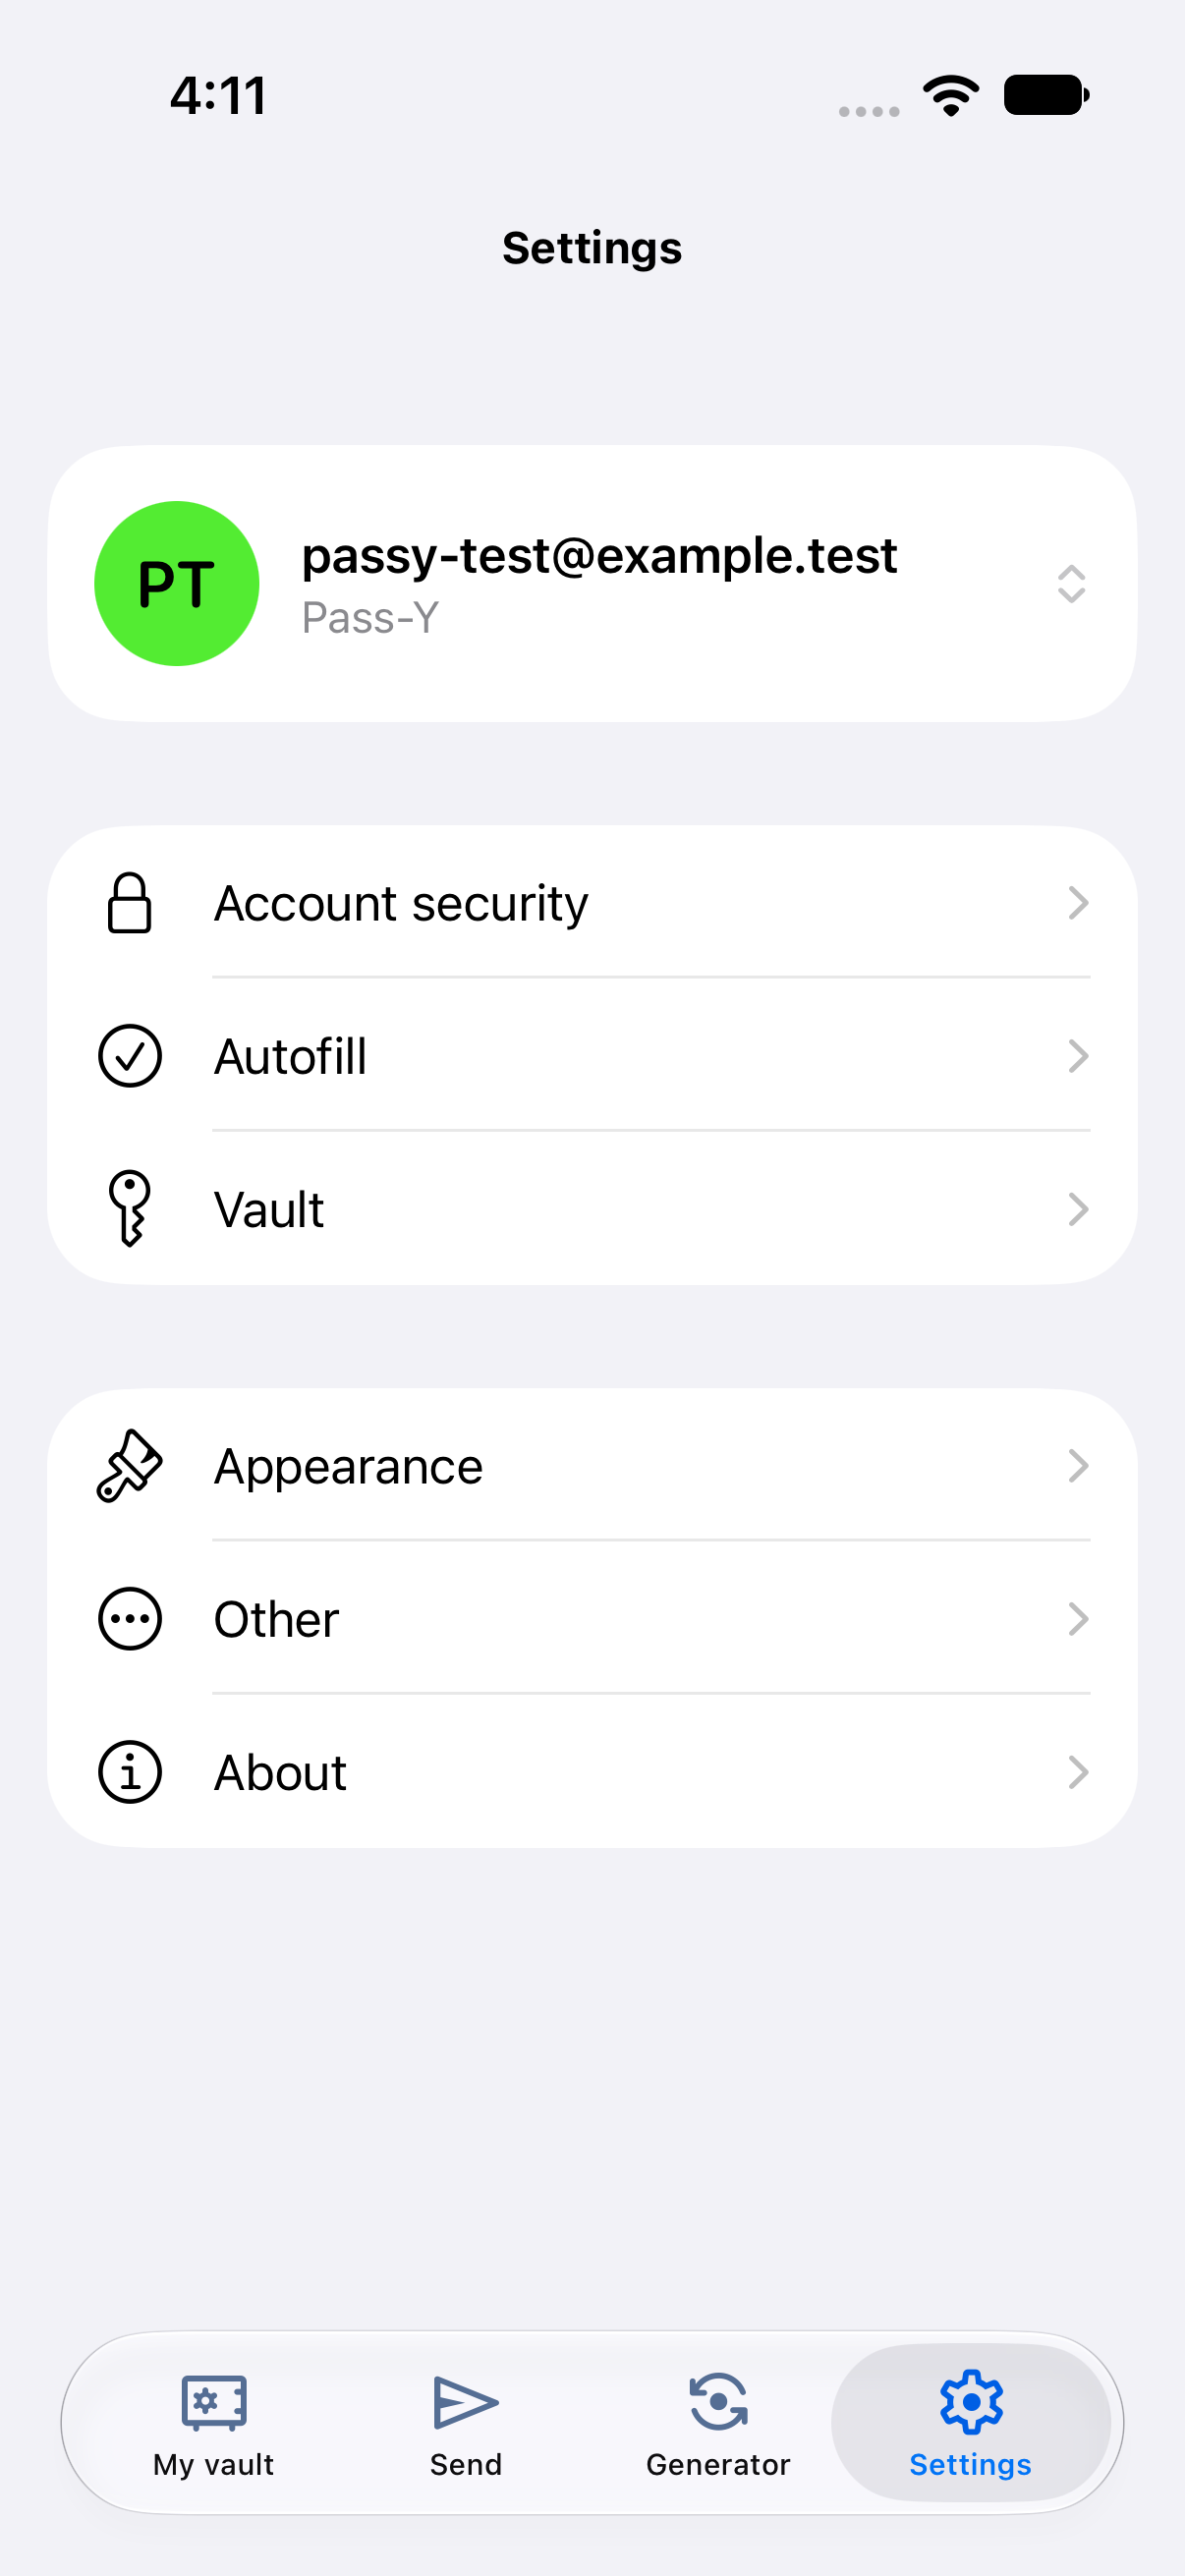 4:11
Settings
PT
passy-test@example.test
Pass-Y
Account security
Autofill
Vault
Appearance
Other
About
My vault
Send
Generator
Settings